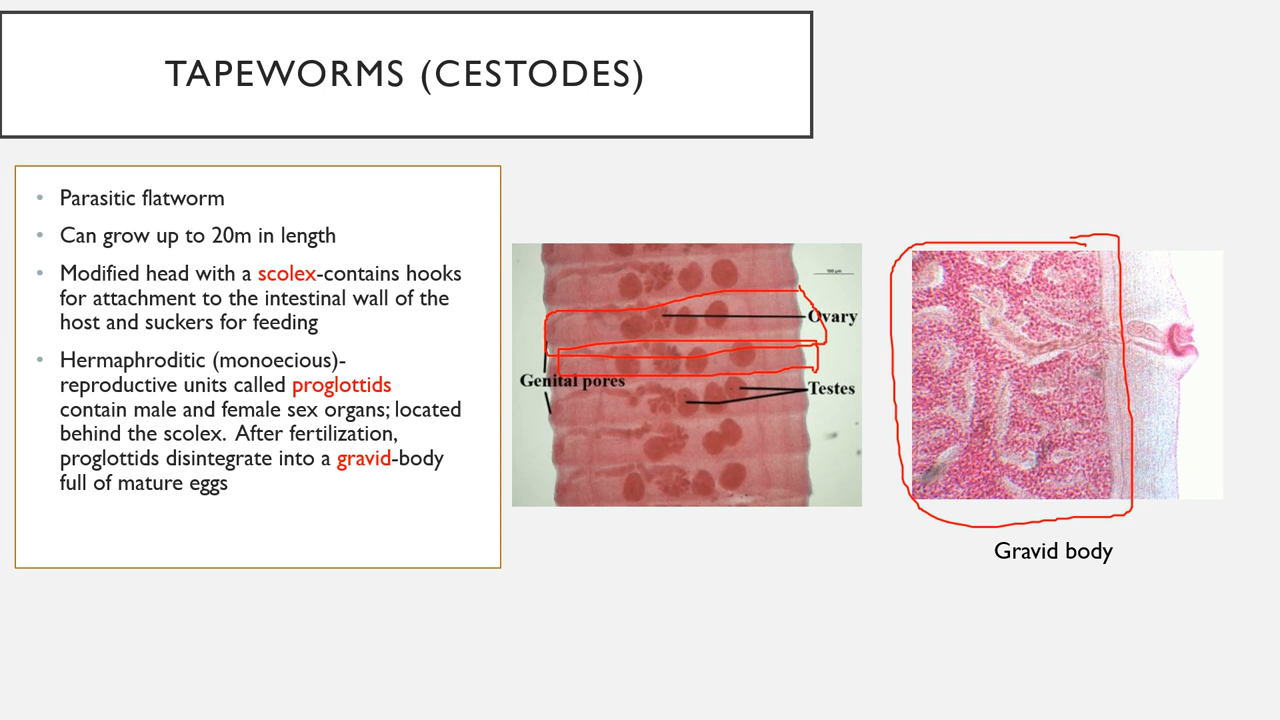 TAPEWORMS (CESTODES)
• Parasitic flatworm
• Can grow up to 20m in length
• Modified head with a scolex-contains hooks
for attachment to the intestinal wall of the
host and suckers for feeding
• Hermaphroditic (monoecious)-
reproductive units called proglottids
contain male and female sex organs; located
behind the scolex. After fertilization,
proglottids disintegrate into a gravid-body
full of mature eggs
Ovary
Genital pores
Testes
Gravid body